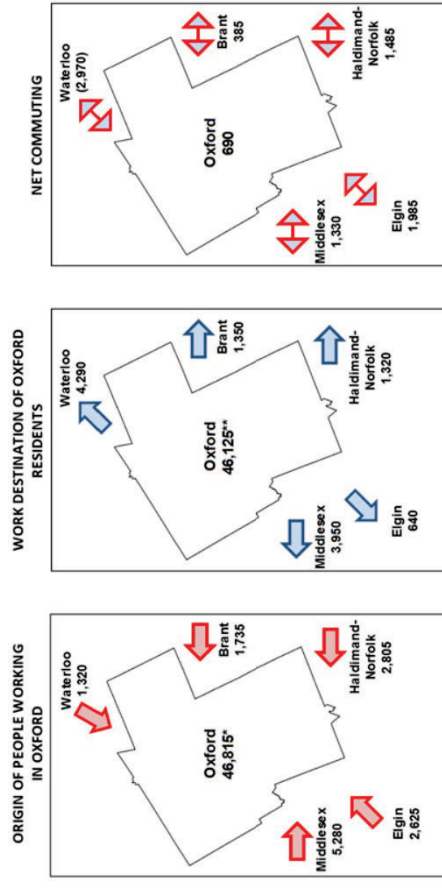 ORIGIN OF PEOPLE WORKING
IN OXFORD
Waterloo
1,320
Brant
1,735
Oxford
46,815*
Middlesex
5,280
Haldimand-
Norfolk
2,805
Elgin
2,625
WORK DESTINATION OF OXFORD
RESIDENTS
Waterloo
4,290
Brant
1,350
Oxford
46,125**
Middlesex
3,950
Haldimand-
Norfolk
1,320
Elgin
640
NET COMMUTING
Waterloo
(2,970)
Brant
385
Oxford
690
Middlesex
1,330
Haldimand-
Norfolk
1,485
Elgin
1,985